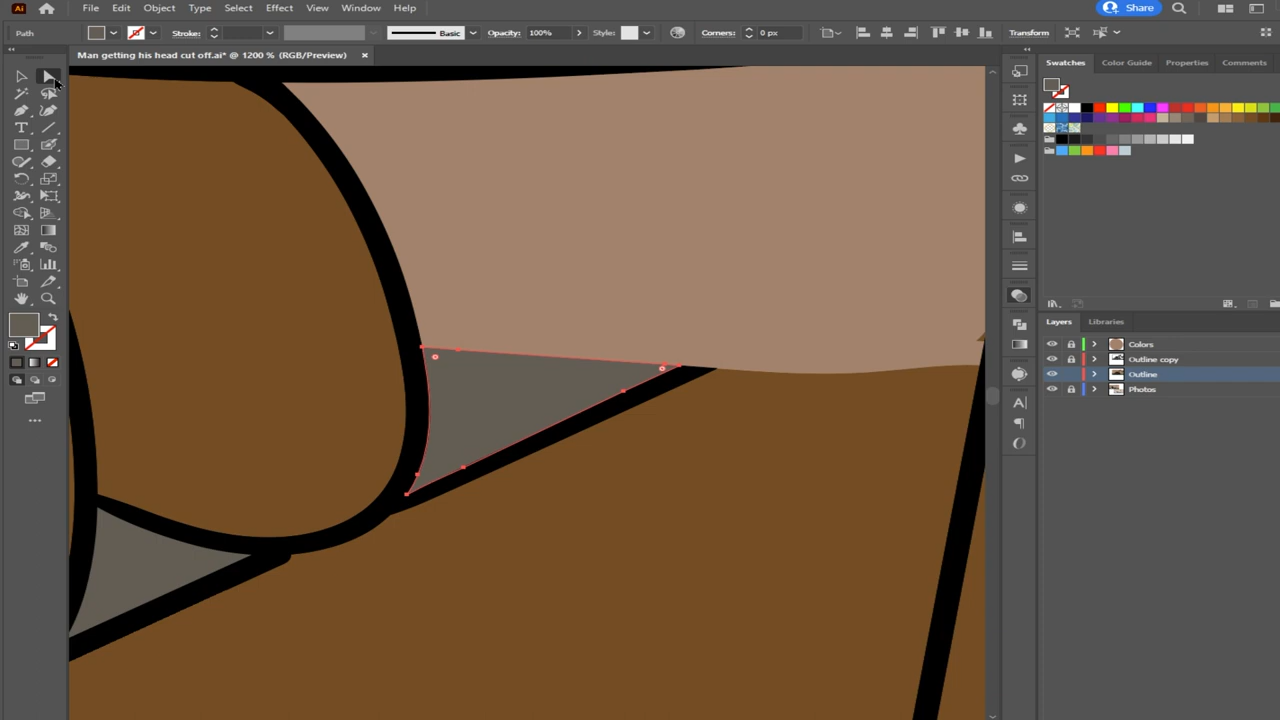 Ai File Edit Object Type Select Effect View Window Help Share
Path Stroke: Basic Opacity: 100% Style: Corners: 0 px Transform
Man getting his head cut off.ai* @ 1200 % (RGB/Preview) ×
Swatches Color Guide Properties Comments
Layers Libraries
Colors
Outline copy
Outline
Photos